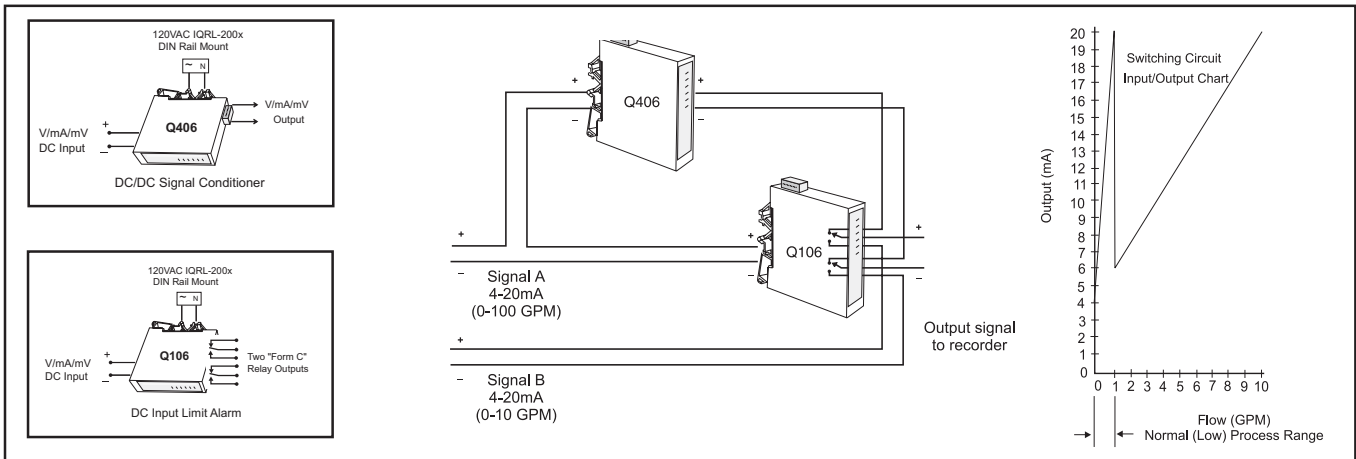 120VAC IQRL-200x
DIN Rail Mount
~ N
V/mA/mV
Output
Q406
+
V/mA/mV
DC Input
–
DC/DC Signal Conditioner
120VAC IQRL-200x
DIN Rail Mount
~ N
Q106
+
V/mA/mV
DC Input
–
Two "Form C"
Relay Outputs
DC Input Limit Alarm
+
+
Q406
–
–
+
+
+
Q106
–
–
–
Signal A
4-20mA
(0-100 GPM)
+
–
Signal B
4-20mA
(0-10 GPM)
Output signal
to recorder
Switching Circuit
Input/Output Chart
Output (mA)
20
19
18
17
16
15
14
13
12
11
10
9
8
7
6
5
4
3
2
1
0
0 1 2 3 4 5 6 7 8 9 10
Flow (GPM)
Normal (Low) Process Range